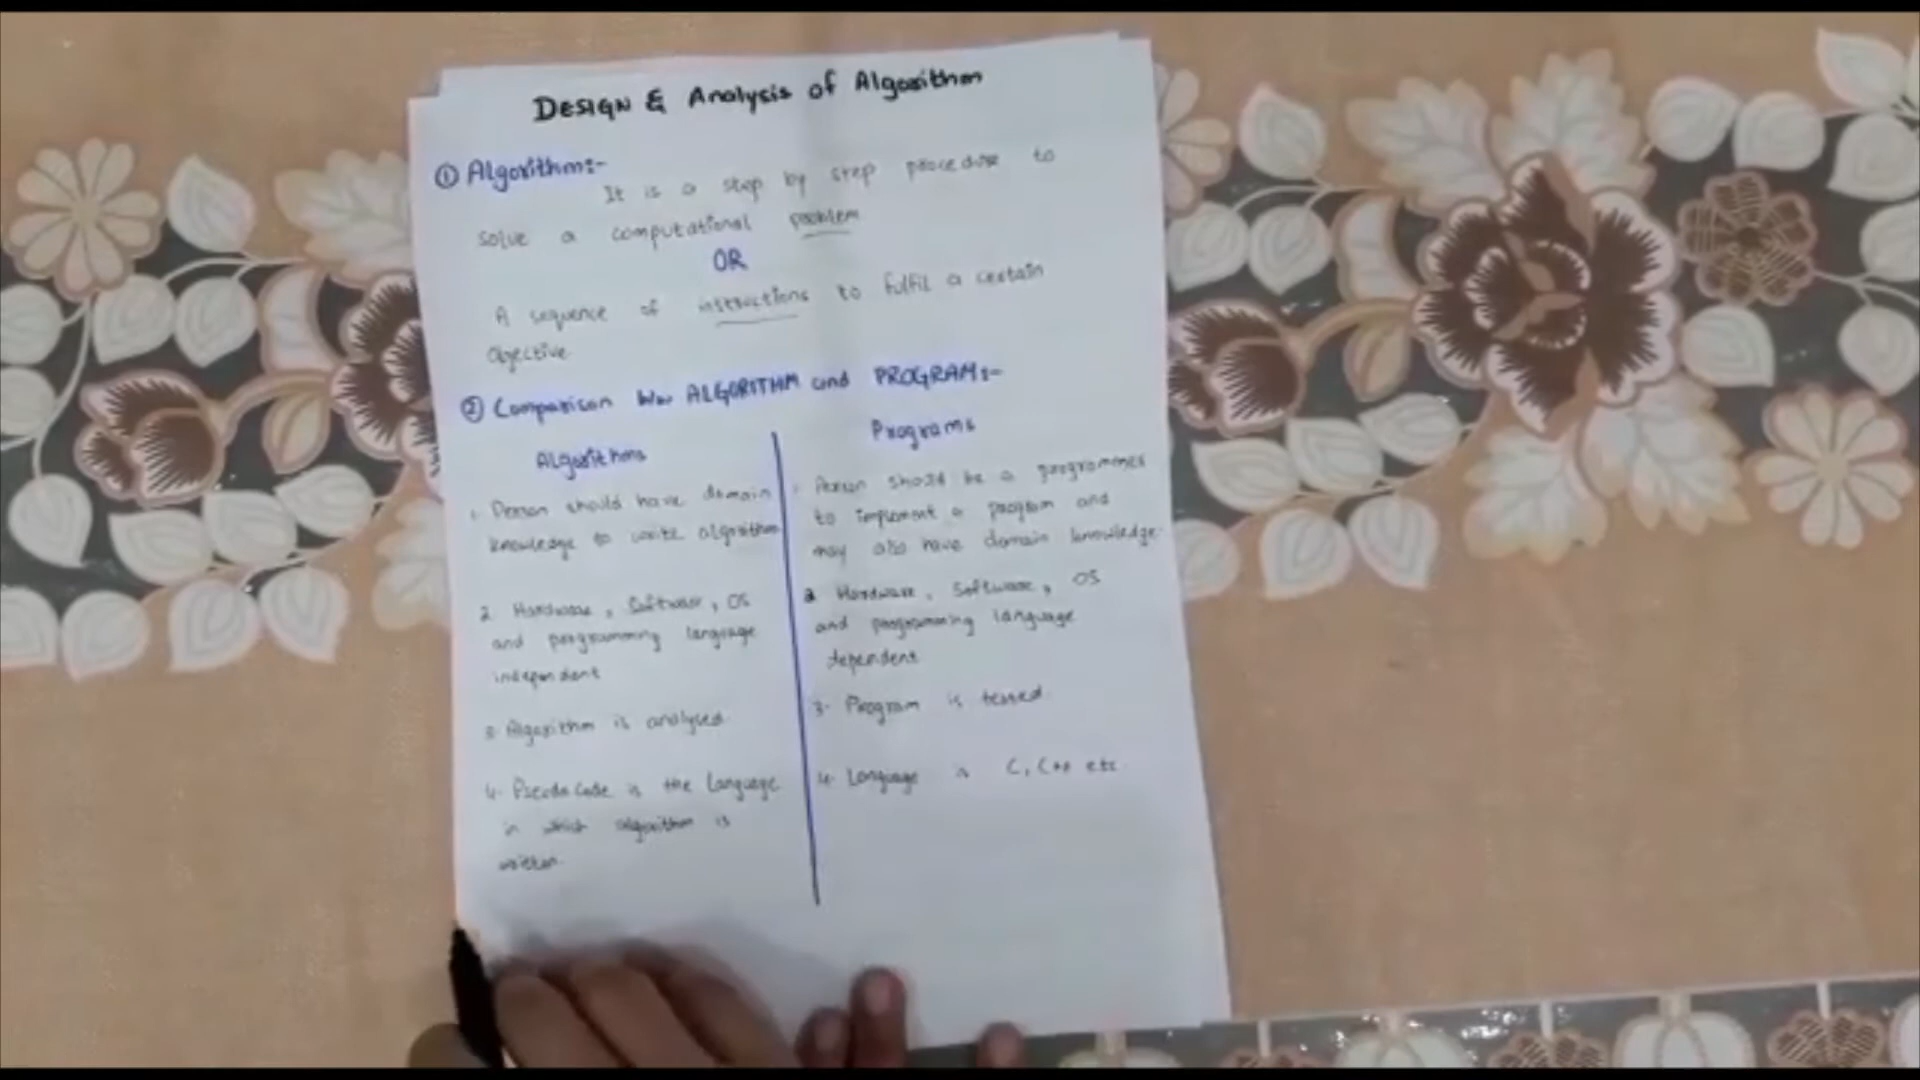 DESIGN & Analysis of Algorithm
① Algorithm:-
It is a step by step procedure to
solve a computational problem
OR
A sequence of instructions to fulfil a certain
Objective
② Comparison b/w ALGORITHM and PROGRAM:-
Algorithms
1. Person should have domain
knowledge to write algorithm
2. Hardware, Software, OS
and programming language
independent
3. Algorithm is analysed.
4. Pseudo Code is the language
in which algorithm is
written.
Programs
1. Person should be a programmer
to implement a program and
may also have domain knowledge.
2 Hardware, Software, OS
and programming language
dependent
3. Program is tested.
4. Language is C, C++ etc.